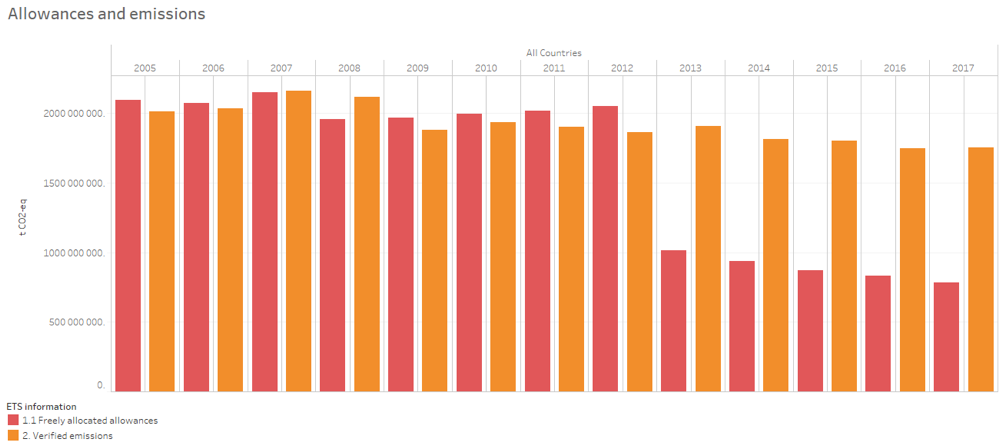 Allowances and emissions
All Countries
2005 2006 2007 2008 2009 2010 2011 2012 2013 2014 2015 2016 2017
2000 000 000.
1500 000 000.
1000 000 000.
500 000 000.
0.
t CO2-eq
ETS information
1.1 Freely allocated allowances
2. Verified emissions